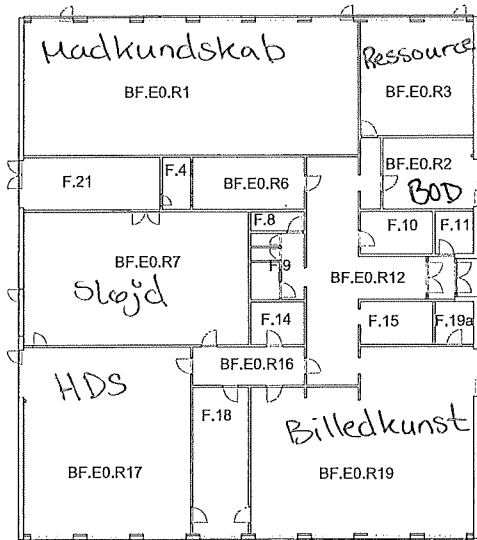 Madkundskab
BF.E0.R1
Ressource
BF.E0.R3
F.21
F.4
BF.E0.R6
BF.E0.R2
BOD
F.8
F.10
F.11
BF.E0.R7
Sløjd
F.9
BF.E0.R12
F.14
F.15
F.19a
BF.E0.R16
HDS
F.18
Billedkunst
BF.E0.R17
BF.E0.R19